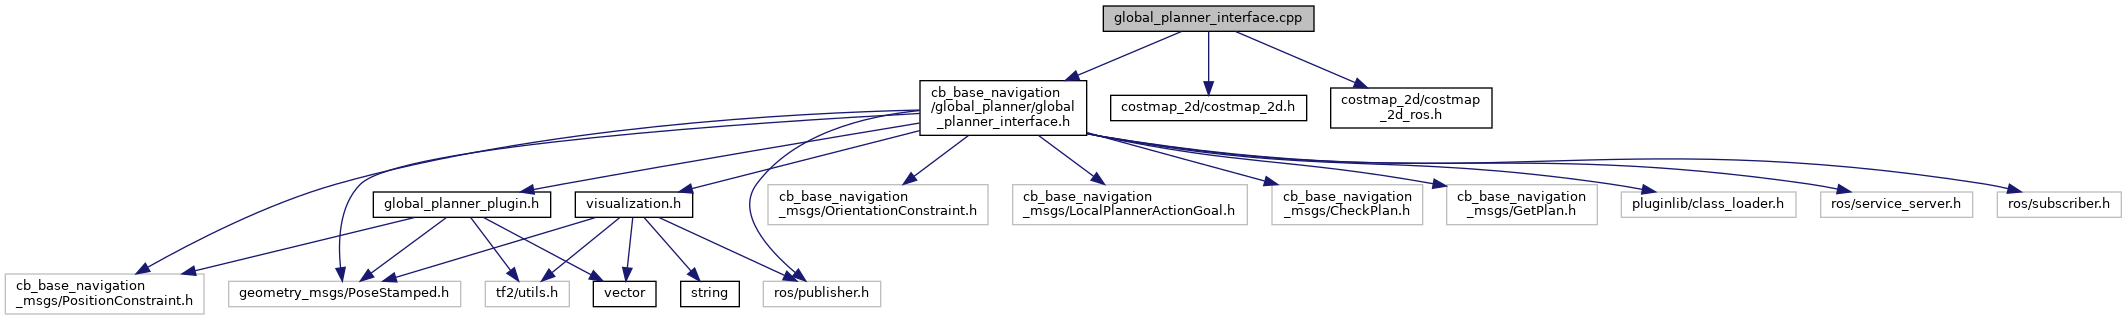 global_planner_interface.cpp
cb_base_navigation
/global_planner/global
_planner_interface.h
costmap_2d/costmap_2d.h
costmap_2d/costmap
_2d_ros.h
global_planner_plugin.h
visualization.h
cb_base_navigation
_msgs/OrientationConstraint.h
cb_base_navigation
_msgs/LocalPlannerActionGoal.h
cb_base_navigation
_msgs/CheckPlan.h
cb_base_navigation
_msgs/GetPlan.h
pluginlib/class_loader.h
ros/service_server.h
ros/subscriber.h
cb_base_navigation
_msgs/PositionConstraint.h
geometry_msgs/PoseStamped.h
tf2/utils.h
vector
string
ros/publisher.h